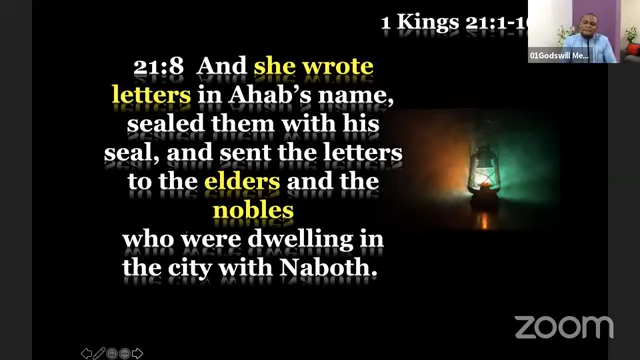 1 Kings 21:1-16
01Godswill Me...
21:8 And she wrote
letters in Ahab's name,
sealed them with his
seal, and sent the letters
to the elders and the
nobles
who were dwelling in
the city with Naboth.
zoom